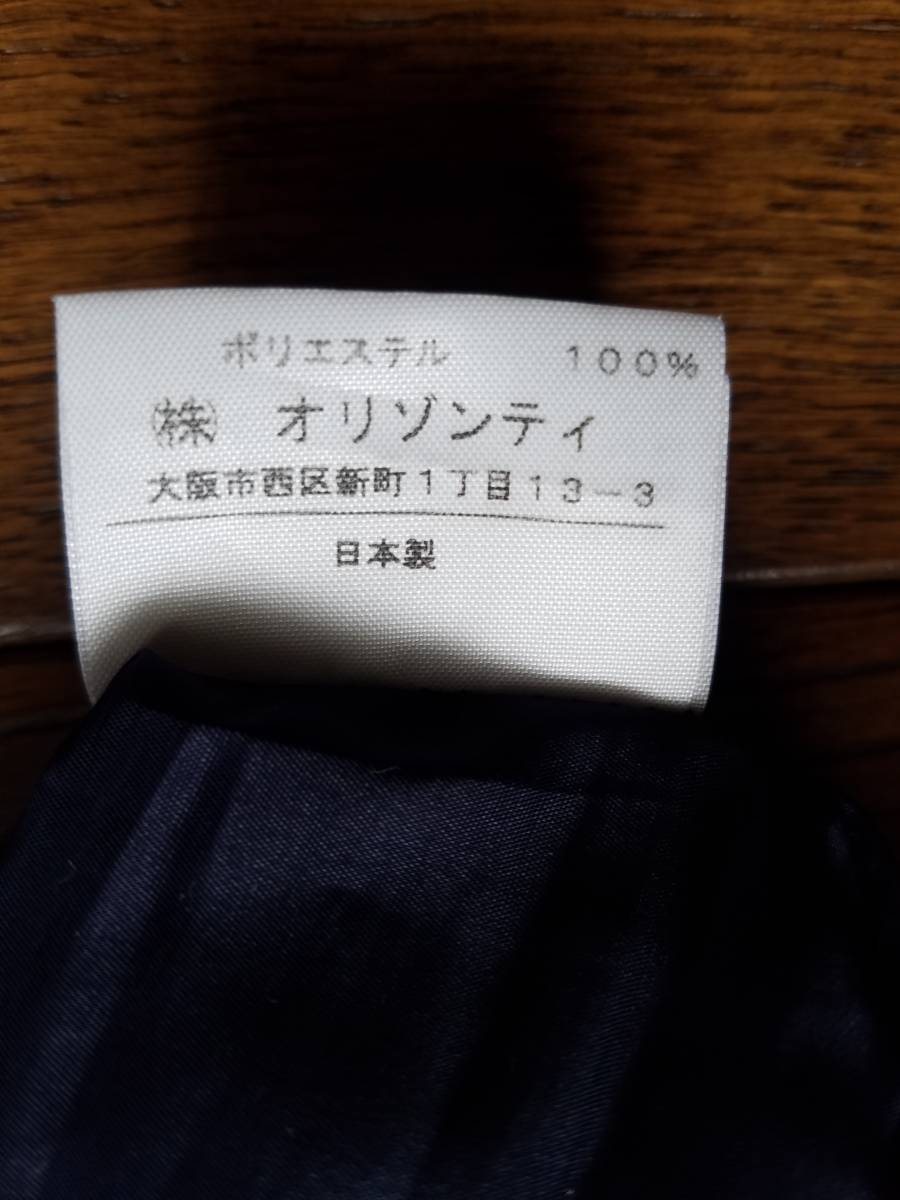 ポリエステル 100%
㈱ オリゾンティ
大阪市西区新町1丁目13-3
日本製